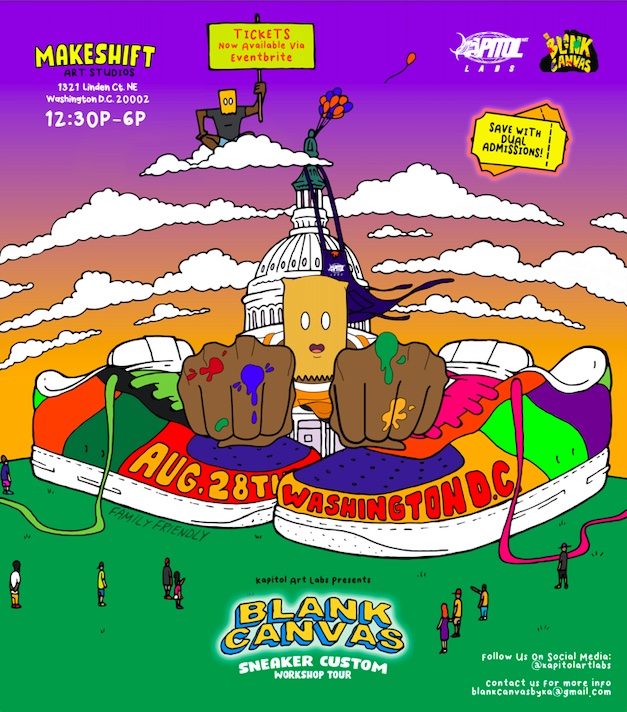 MAKESHIFT
ART STUDIOS
1321 Linden Ct. NE
Washington D.C. 20002
12:30P-6P
TICKETS
Now Available Via
Eventbrite
KAPITOL
LABS
BLANK
CANVAS
SAVE WITH
DUAL
ADMISSIONS!
AUG. 28TH
WASHINGTON D.C
FAMILY FRIENDLY
Kapitol Art Labs Presents
BLANK
CANVAS
SNEAKER CUSTOM
WORKSHOP TOUR
Follow Us On Social Media:
@kapitolartlabs
Contact us for more info
blankcanvasbyka@gmail.com